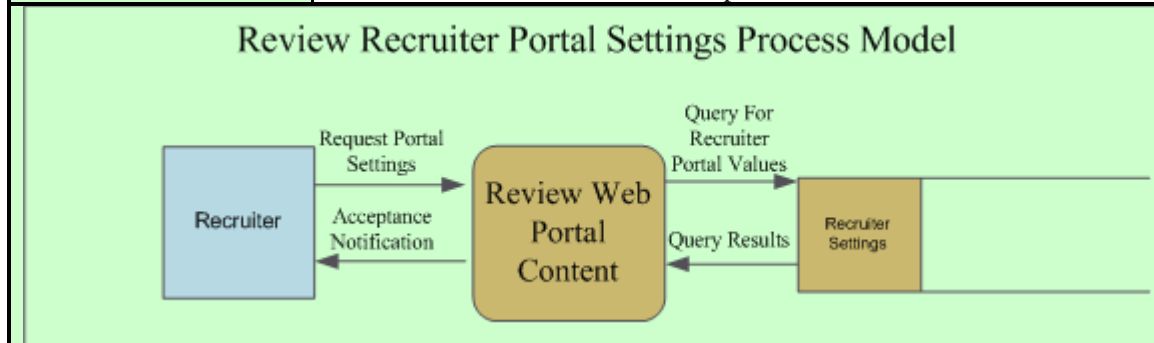 Review Recruiter Portal Settings Process Model
Query For
Recruiter
Portal Values
Request Portal
Settings
Recruiter
Acceptance
Notification
Review Web
Portal
Content
Query Results
Recruiter
Settings